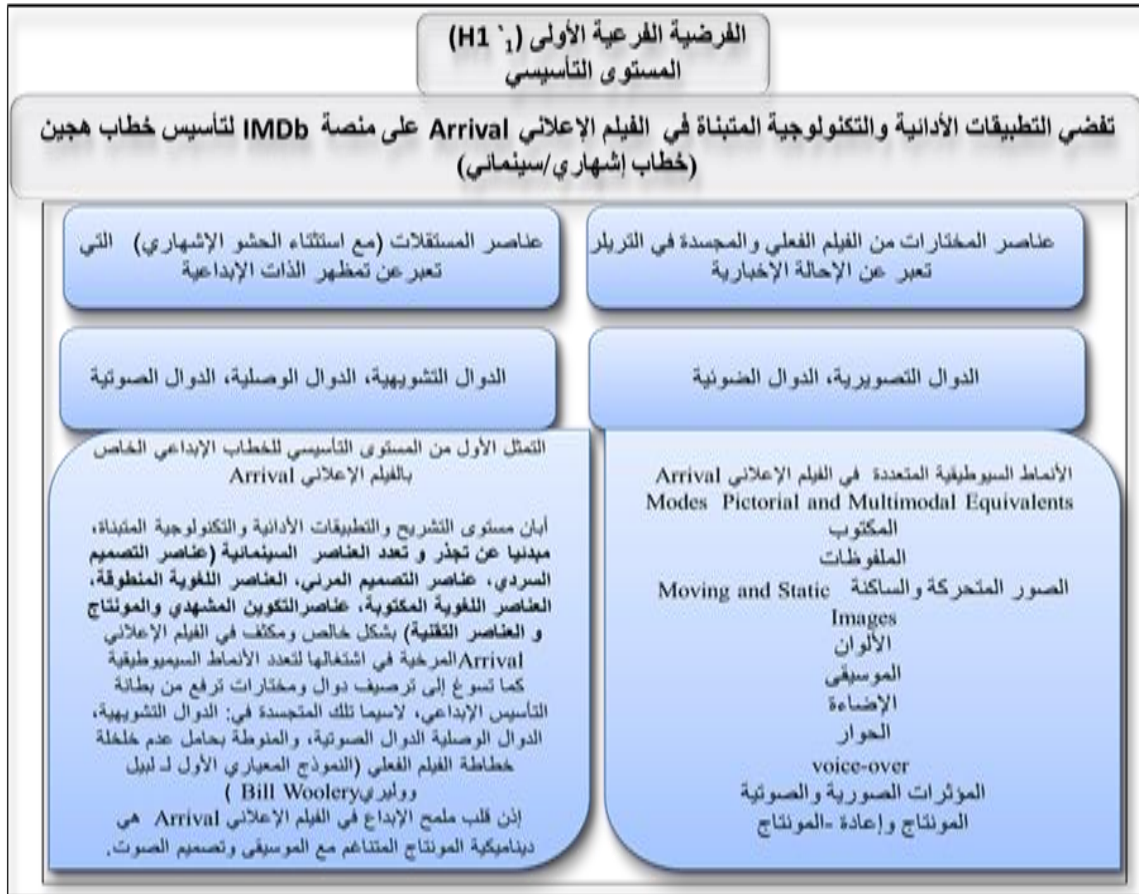 الفرضية الفرعية الأولى (H1 `1)
المستوى التأسيسي
تفضي التطبيقات الأدائية والتكنولوجية المتبناة في الفيلم الإعلاني Arrival على منصة IMDb لتأسيس خطاب هجين
(خطاب إشهاري/سينمائي)
عناصر المختارات من الفيلم الفعلي والمجسدة في التريلر
تعبر عن الإحالة الإخبارية
عناصر المستقلات (مع استثناء الحشو الإشهاري) التي
تعبر عن تمظهر الذات الإبداعية
الدوال التصويرية، الدوال الضوئية
الدوال التشويهية، الدوال الوصلية، الدوال الصوتية
الأنماط السيوطيقية المتعددة في الفيلم الإعلاني Arrival
Modes Pictorial and Multimodal Equivalents
المكتوب
الملفوظات
الصور المتحركة والساكنة Moving and Static
Images
الألوان
الموسيقى
الإضاءة
الحوار
voice-over
المؤثرات الصورية والصوتية
المونتاج وإعادة -المونتاج
التمثل الأول من المستوى التأسيسي للخطاب الإبداعي الخاص
بالفيلم الإعلاني Arrival
أبان مستوى التشريح والتطبيقات الأدائية والتكنولوجية المتبناة،
مبدئيا عن تجذر و تعدد العناصر السينمائية (عناصر التصميم
السردي، عناصر التصميم المرئي، العناصر اللغوية المنطوقة،
العناصر اللغوية المكتوبة، عناصرالتكوين المشهدي والمونتاج
و العناصر التقنية) بشكل خالص ومكثف في الفيلم الإعلاني
Arrival المرخية في اشتغالها لتعدد الأنماط السيميوطيقية
كما تسوغ إلى ترصيف دوال ومختارات ترفع من بطانة
التأسيس الإبداعي، لاسيما تلك المتجسدة في: الدوال التشويهية،
الدوال الوصلية الدوال الصوتية، والمنوطة بحامل عدم خلخلة
خطاطة الفيلم الفعلي (النموذج المعياري الأول لـ لبيل
ووليري Bill Woolery )
إذن قلب ملمح الإبداع في الفيلم الإعلاني Arrival هي
ديناميكية المونتاج المتناغم مع الموسيقى وتصميم الصوت.